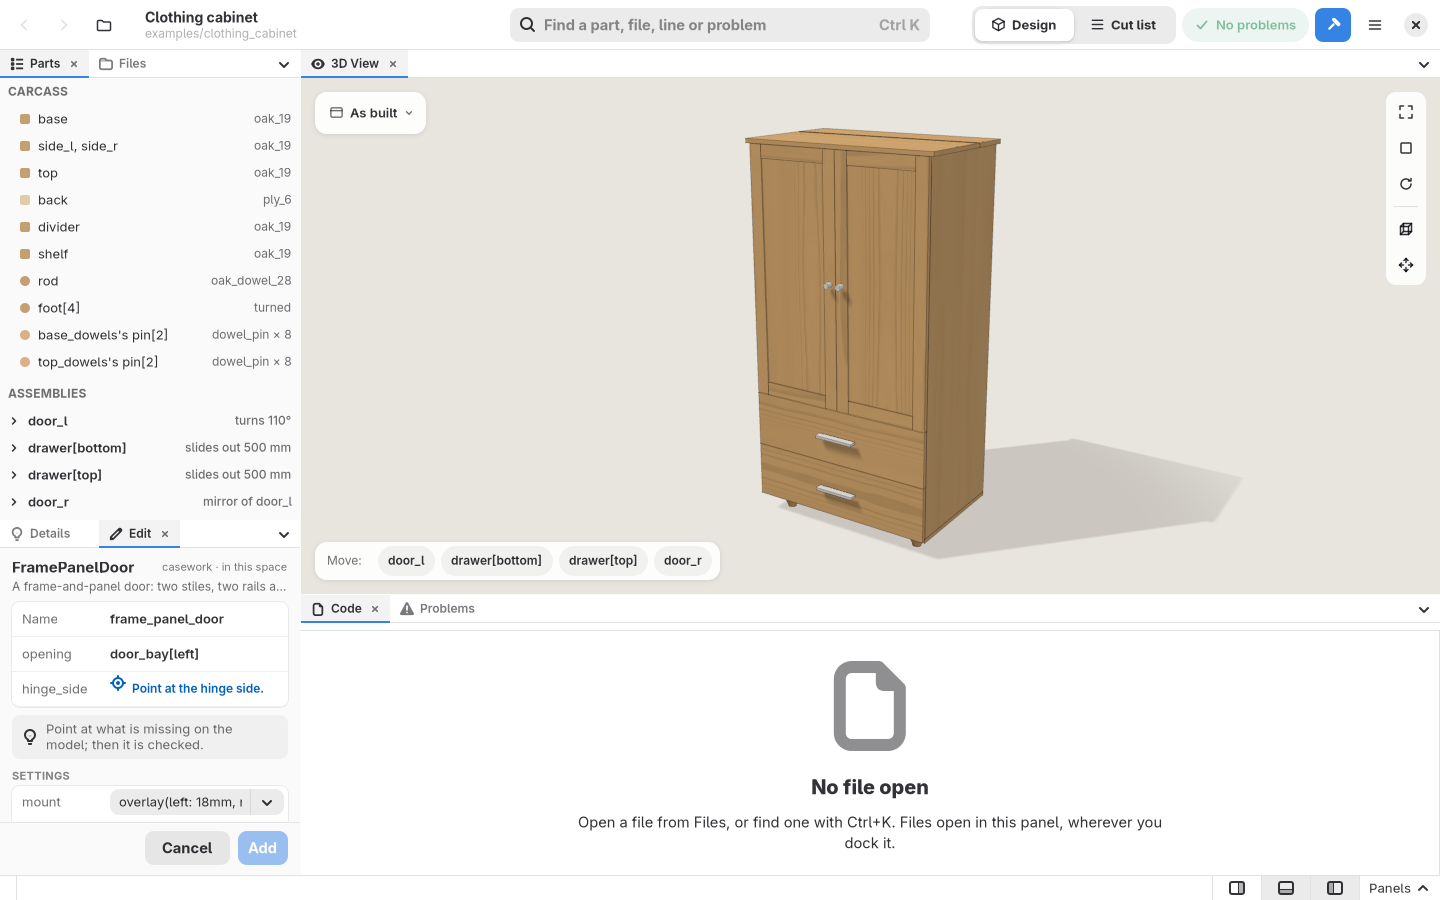 Clothing cabinet
examples/clothing_cabinet
Find a part, file, line or problem
Ctrl K
Design
Cut list
No problems
Parts
Files
3D View
CARCASS
base
oak_19
side_l, side_r
oak_19
top
oak_19
back
ply_6
divider
oak_19
shelf
oak_19
rod
oak_dowel_28
foot[4]
turned
base_dowels's pin[2]
dowel_pin × 8
top_dowels's pin[2]
dowel_pin × 8
ASSEMBLIES
door_l
turns 110°
drawer[bottom]
slides out 500 mm
drawer[top]
slides out 500 mm
door_r
mirror of door_l
As built
Move:
door_l
drawer[bottom]
drawer[top]
door_r
Details
Edit
FramePanelDoor
casework · in this space
A frame-and-panel door: two stiles, two rails a...
Name
frame_panel_door
opening
door_bay[left]
hinge_side
Point at the hinge side.
Point at what is missing on the
model; then it is checked.
SETTINGS
mount
overlay(left: 18mm, r
Cancel
Add
Code
Problems
No file open
Open a file from Files, or find one with Ctrl+K. Files open in this panel, wherever you
dock it.
Panels